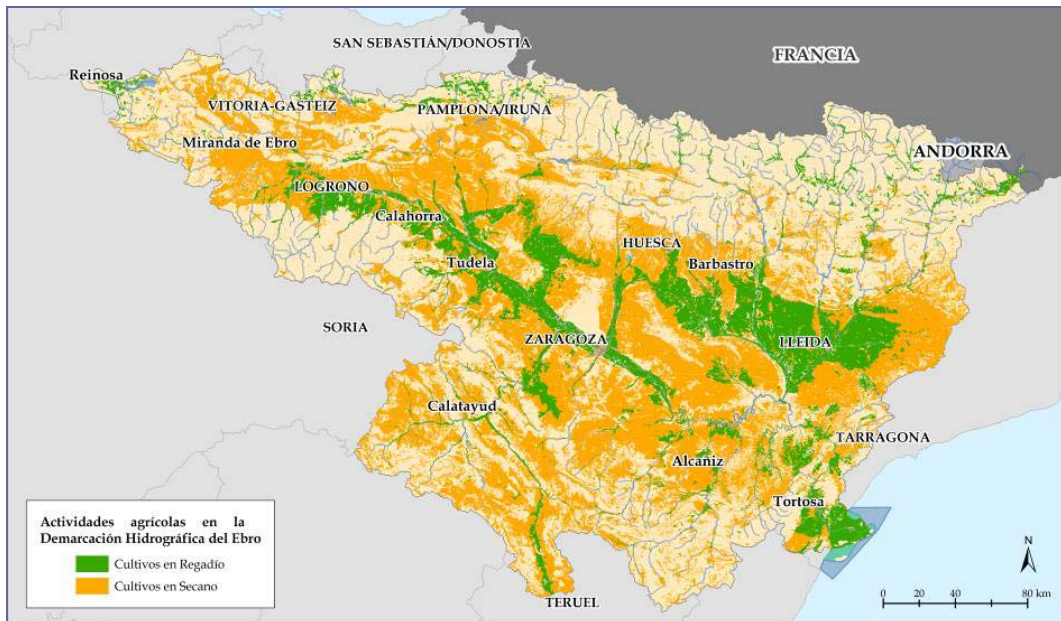 SAN SEBASTIÁN/DONOSTIA
FRANCIA
Reinosa
VITORIA-GASTEIZ
PAMPLONA/IRUÑA
Miranda de Ebro
ANDORRA
LOGROÑO
Calahorra
HUESCA
Tudela
Barbastro
SORIA
ZARAGOZA
LLEIDA
Calatayud
TARRAGONA
Alcañiz
Tortosa
Actividades agrícolas en la
Demarcación Hidrográfica del Ebro
Cultivos en Regadío
Cultivos en Secano
TERUEL
N
0 20 40 80 km